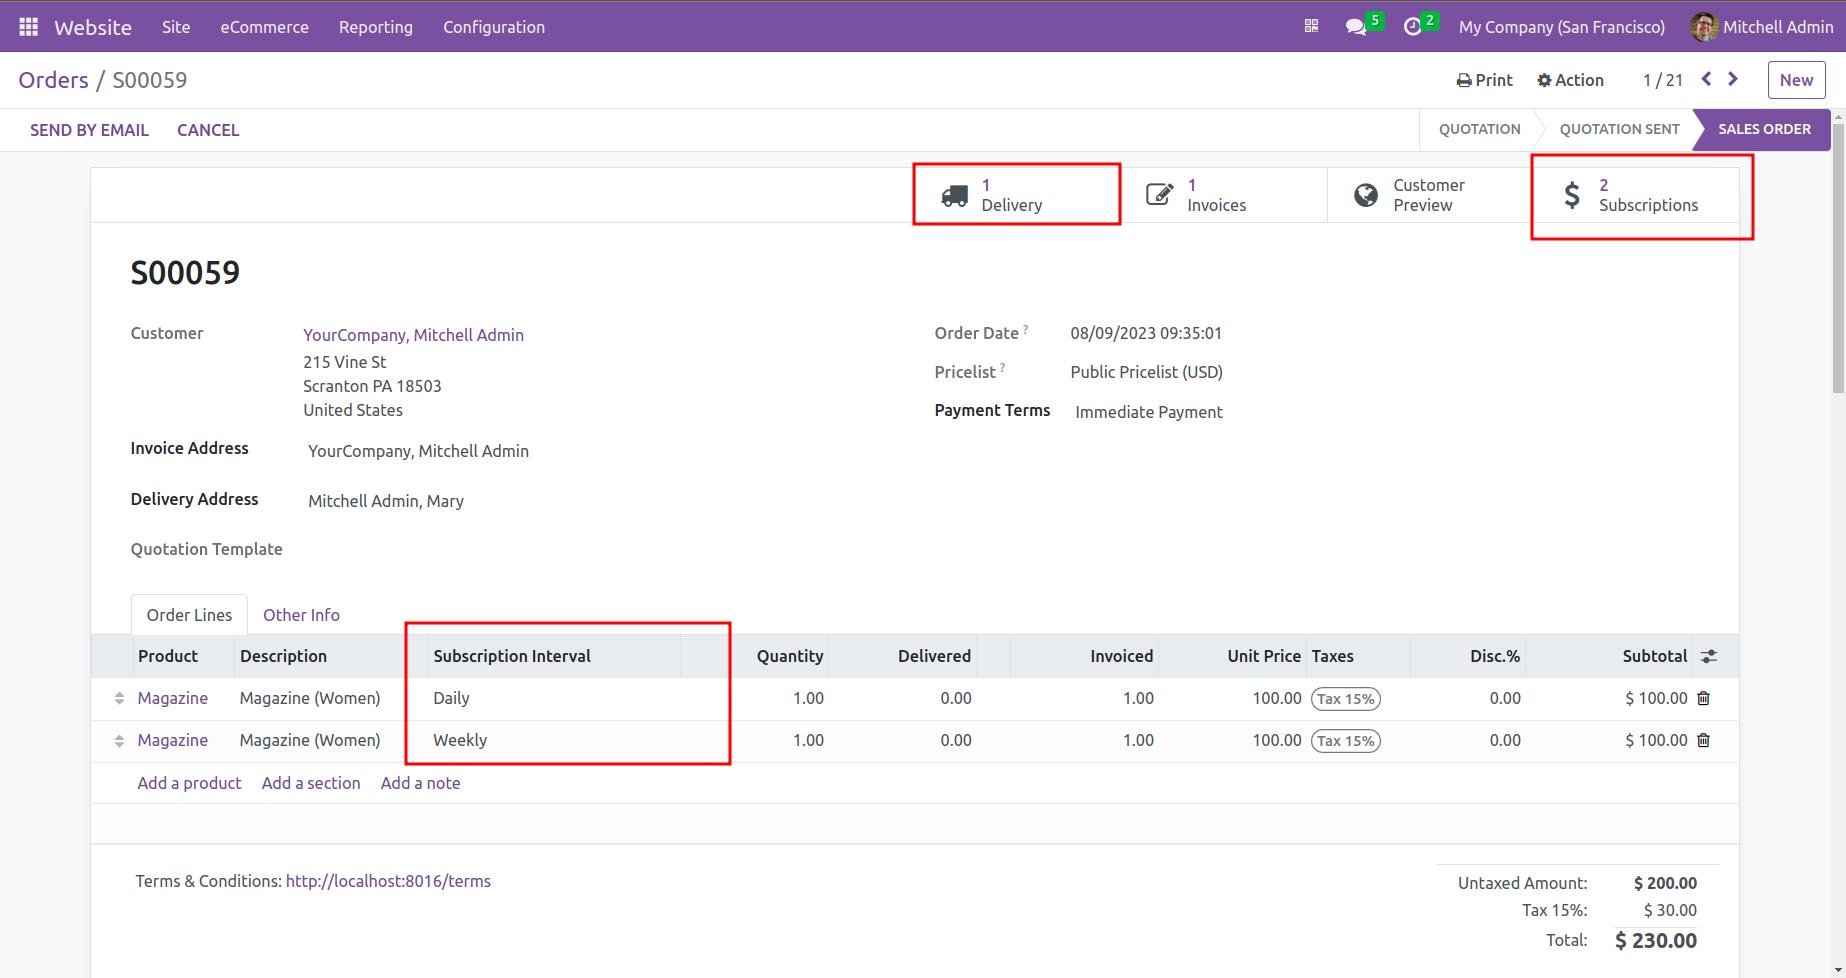 Website Site eCommerce Reporting Configuration 5 2 My Company (San Francisco) Mitchell Admin
Orders / S00059 Print Action 1 / 21 New
SEND BY EMAIL CANCEL QUOTATION QUOTATION SENT SALES ORDER
1 Delivery
1 Invoices
Customer Preview
2 Subscriptions
S00059
Customer YourCompany, Mitchell Admin Order Date ? 08/09/2023 09:35:01
215 Vine St
Scranton PA 18503
United States
Pricelist ? Public Pricelist (USD)
Payment Terms Immediate Payment
Invoice Address YourCompany, Mitchell Admin
Delivery Address Mitchell Admin, Mary
Quotation Template
Order Lines Other Info
Product Description Subscription Interval Quantity Delivered Invoiced Unit Price Taxes Disc.% Subtotal
Magazine Magazine (Women) Daily 1.00 0.00 1.00 100.00 Tax 15% 0.00 $ 100.00
Magazine Magazine (Women) Weekly 1.00 0.00 1.00 100.00 Tax 15% 0.00 $ 100.00
Add a product Add a section Add a note
Terms & Conditions: http://localhost:8016/terms
Untaxed Amount: $ 200.00
Tax 15%: $ 30.00
Total: $ 230.00